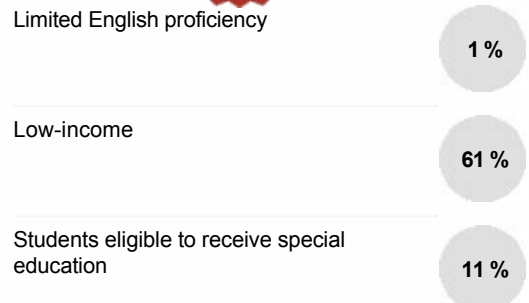 Limited English proficiency
1 %
Low-income
61 %
Students eligible to receive special
education
11 %